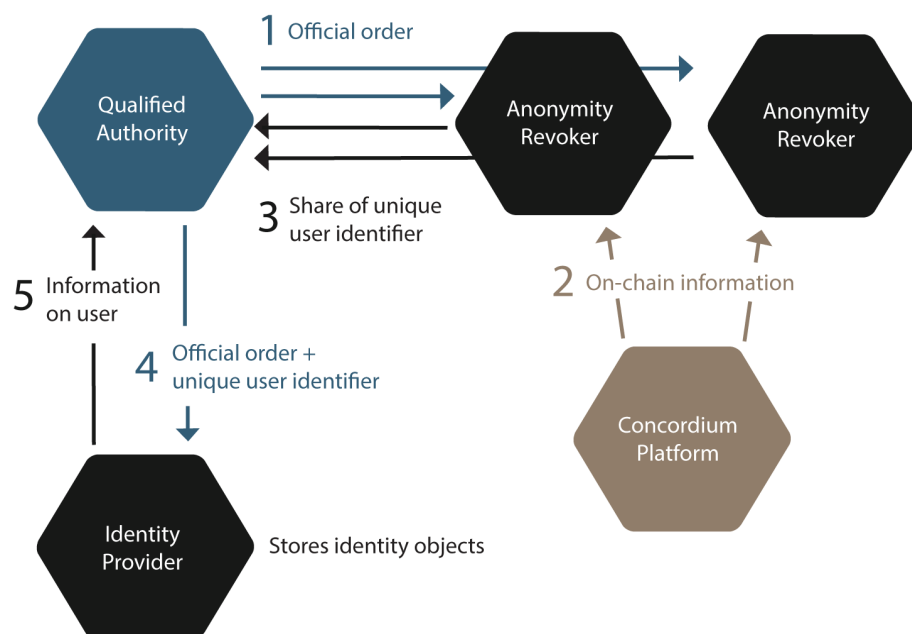 1 Official order
Qualified
Authority
Anonymity
Revoker
Anonymity
Revoker
3 Share of unique
user identifier
5 Information
on user
2 On-chain information
4 Official order +
unique user identifier
Concordium
Platform
Identity
Provider
Stores identity objects